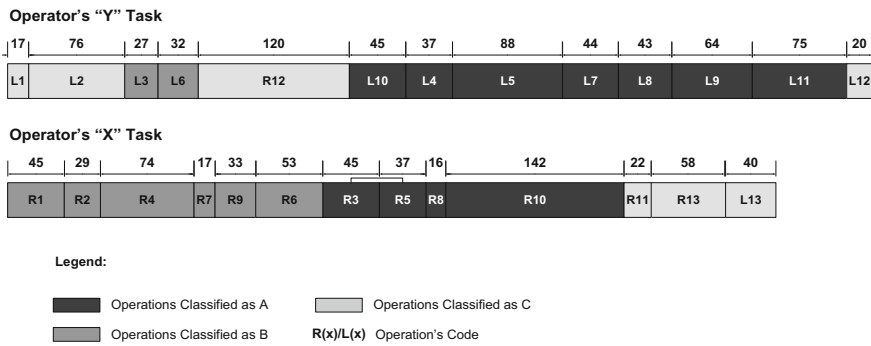 Operator's "Y" Task
17 76 27 32 120 45 37 88 44 43 64 75 20
L1 L2 L3 L6 R12 L10 L4 L5 L7 L8 L9 L11 L12
Operator's "X" Task
45 29 74 17 33 53 45 37 16 142 22 58 40
R1 R2 R4 R7 R9 R6 R3 R5 R8 R10 R11 R13 L13
Legend:
Operations Classified as A Operations Classified as C
Operations Classified as B R(x)/L(x) Operation's Code